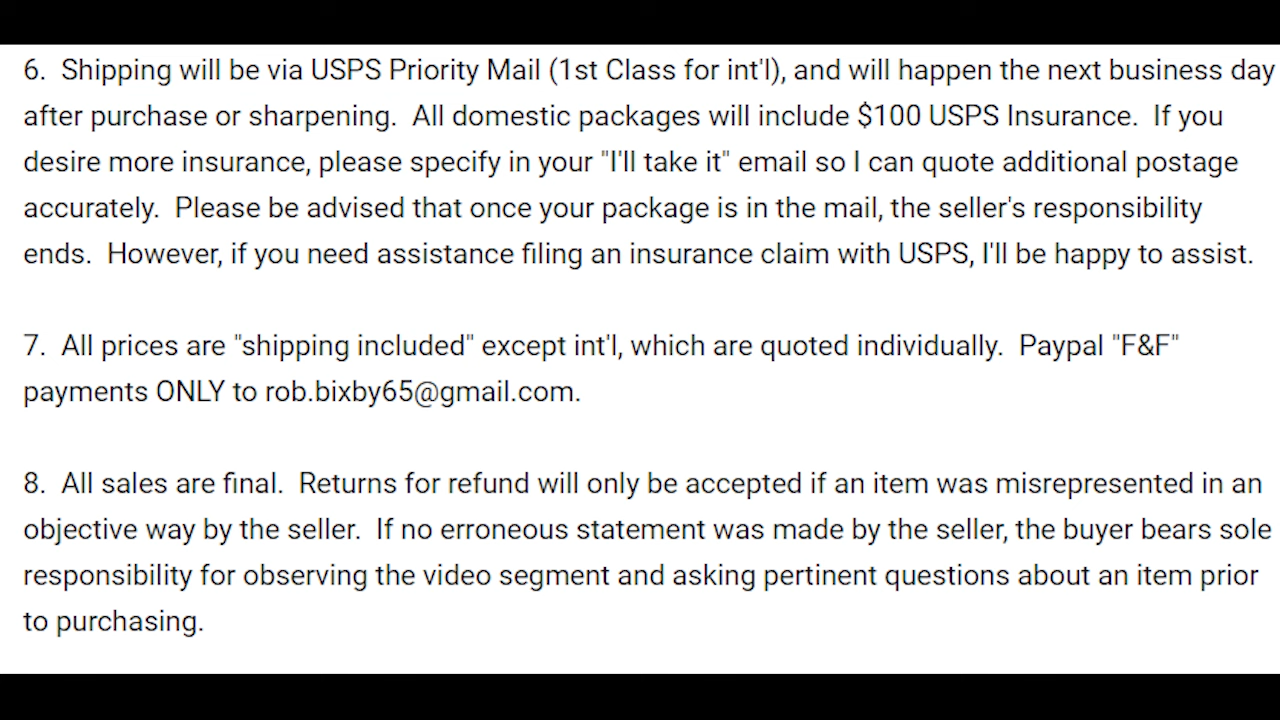 6.  Shipping will be via USPS Priority Mail (1st Class for int'l), and will happen the next business day
after purchase or sharpening.  All domestic packages will include $100 USPS Insurance.  If you
desire more insurance, please specify in your "I'll take it" email so I can quote additional postage
accurately.  Please be advised that once your package is in the mail, the seller's responsibility
ends.  However, if you need assistance filing an insurance claim with USPS, I'll be happy to assist.
7.  All prices are "shipping included" except int'l, which are quoted individually.  Paypal "F&F"
payments ONLY to rob.bixby65@gmail.com.
8.  All sales are final.  Returns for refund will only be accepted if an item was misrepresented in an
objective way by the seller.  If no erroneous statement was made by the seller, the buyer bears sole
responsibility for observing the video segment and asking pertinent questions about an item prior
to purchasing.